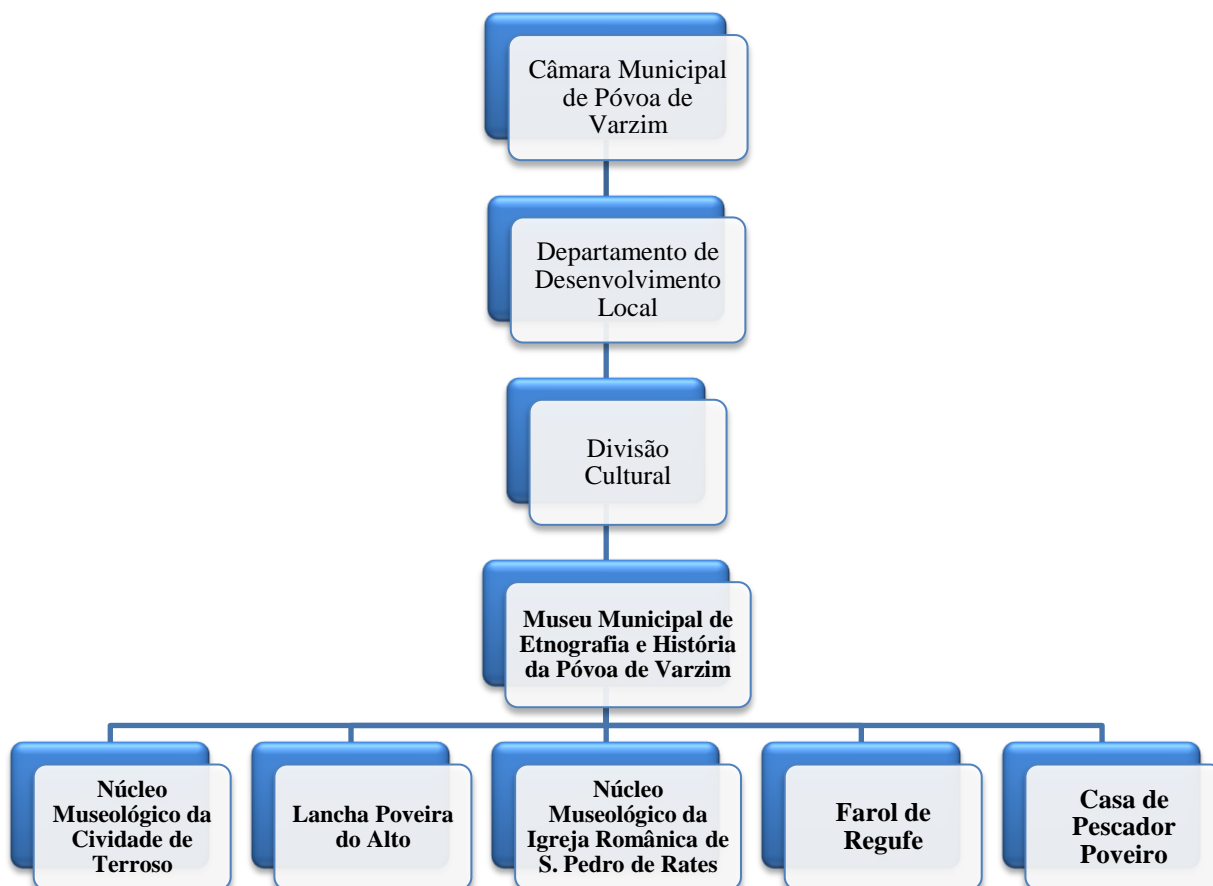 Câmara Municipal
de Póvoa de
Varzim
Departamento de
Desenvolvimento
Local
Divisão
Cultural
Museu Municipal de
Etnografia e História
da Póvoa de Varzim
Núcleo
Museológico da
Cividade de
Terroso
Lancha Poveira
do Alto
Núcleo
Museológico da
Igreja Românica de
S. Pedro de Rates
Farol de
Regufe
Casa de
Pescador
Poveiro